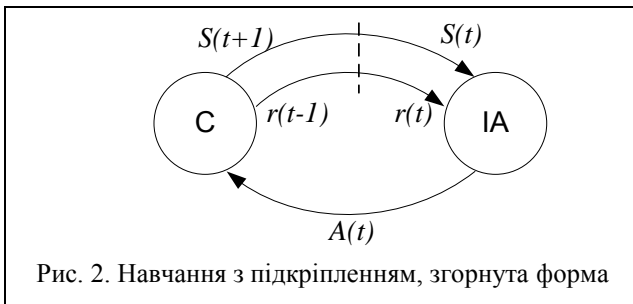 S(t+1) S(t)
r(t-1) r(t)
C IA
A(t)
Рис. 2. Навчання з підкріпленням, згорнута форма